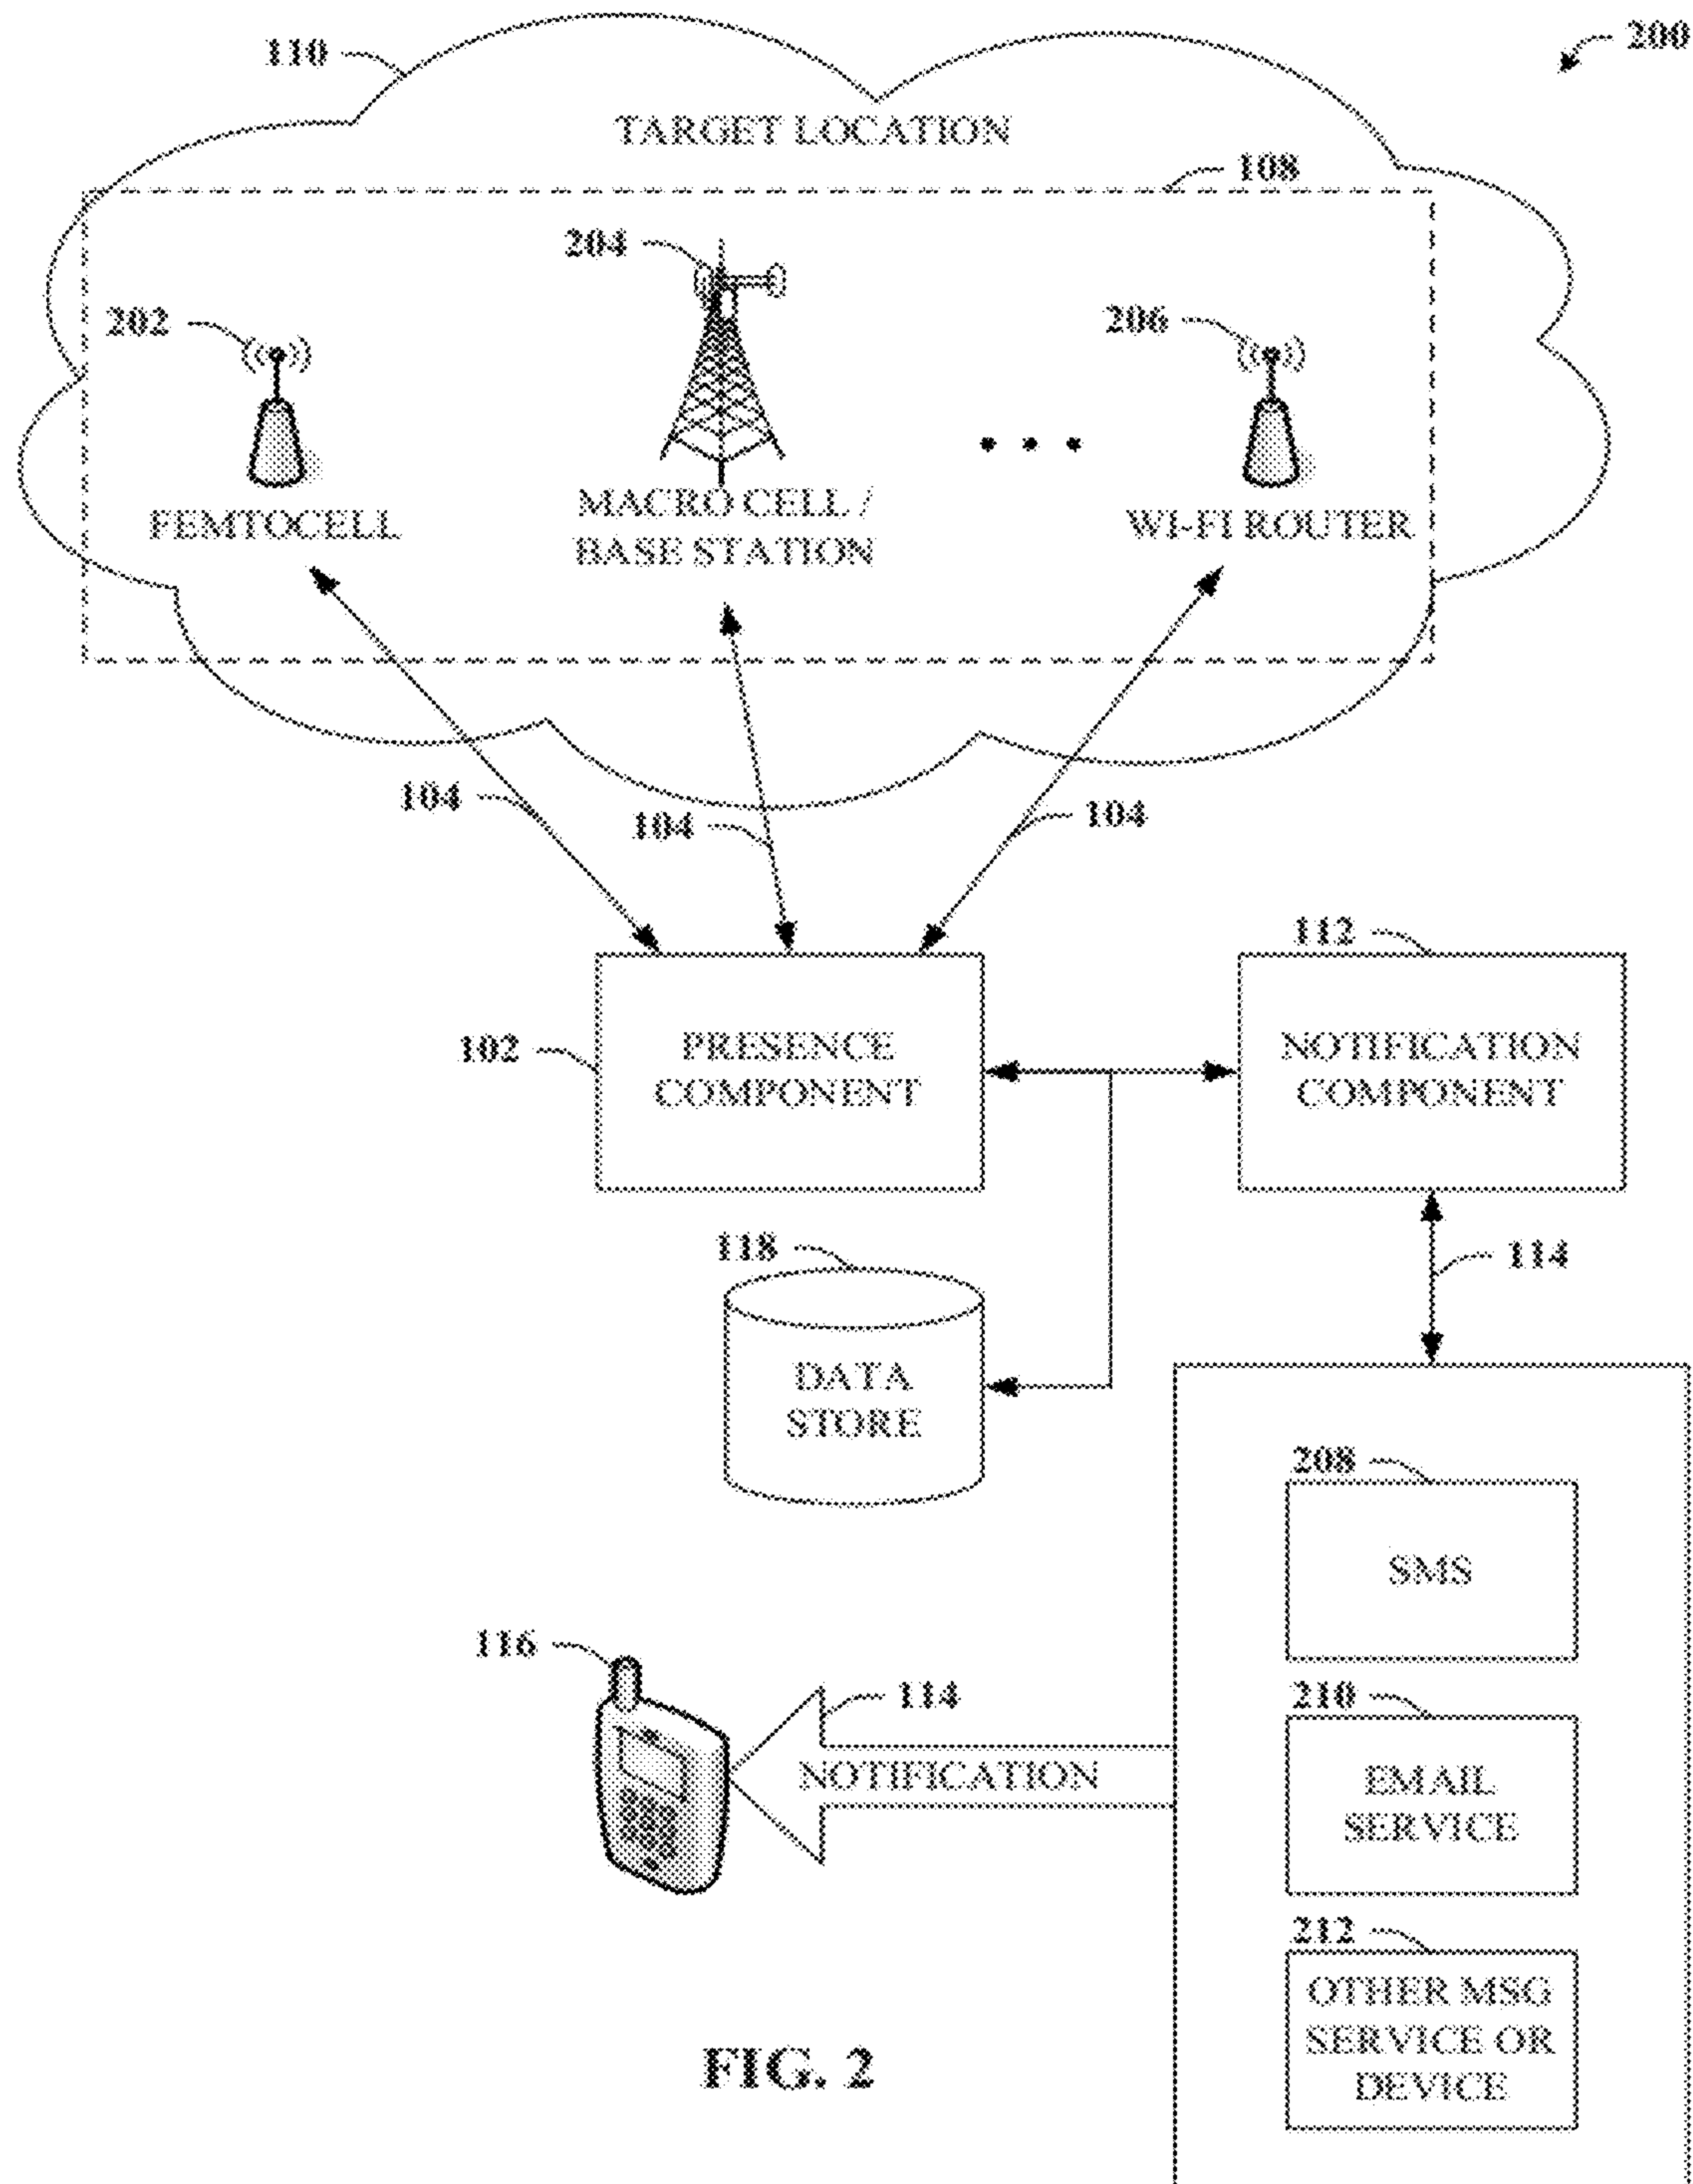 110
200
TARGET LOCATION
108
204
202
206
FEMTOCELL
MACRO CELL /
BASE STATION
WI-FI ROUTER
104
104
104
112
102
PRESENCE
COMPONENT
NOTIFICATION
COMPONENT
118
114
DATA
STORE
208
SMS
116
114
210
NOTIFICATION
EMAIL
SERVICE
212
OTHER MSG
SERVICE OR
DEVICE
FIG. 2